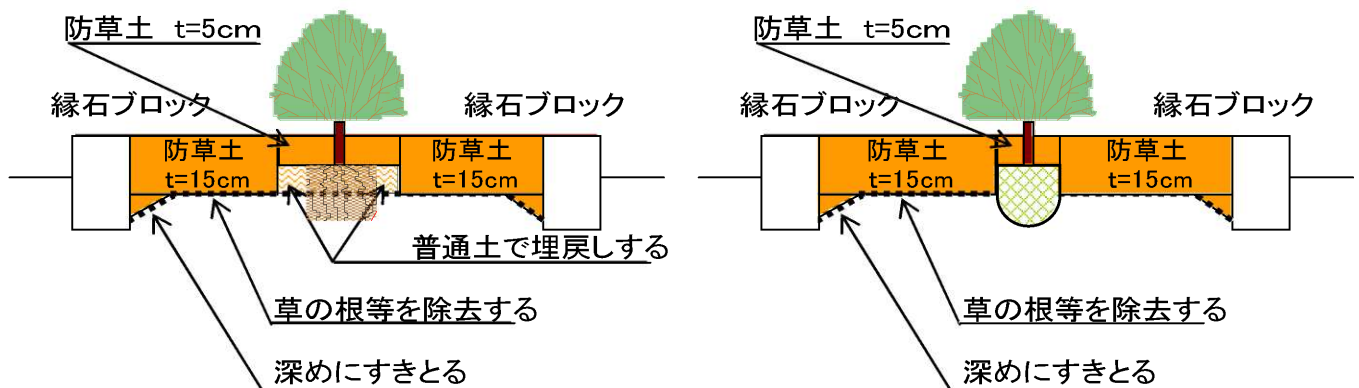 防草土 t=5cm
縁石ブロック
縁石ブロック
防草土
t=15cm
防草土
t=15cm
普通土で埋戻しする
草の根等を除去する
深めにすきとる
防草土 t=5cm
縁石ブロック
縁石ブロック
防草土
t=15cm
防草土
t=15cm
草の根等を除去する
深めにすきとる